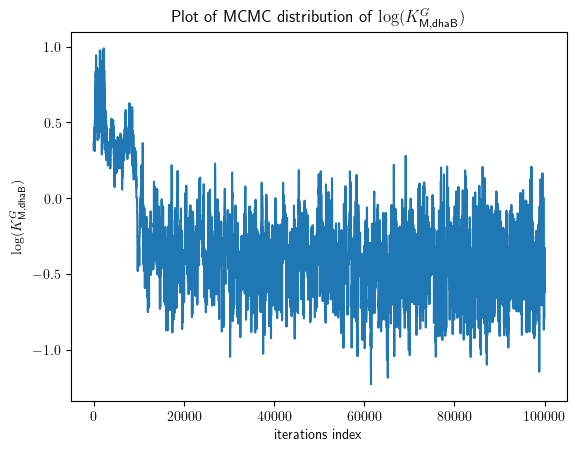 Plot of MCMC distribution of log(K^G_M,dhaB)
1.0
0.5
0.0
−0.5
−1.0
log(K^G_M,dhaB)
0 20000 40000 60000 80000 100000
iterations index